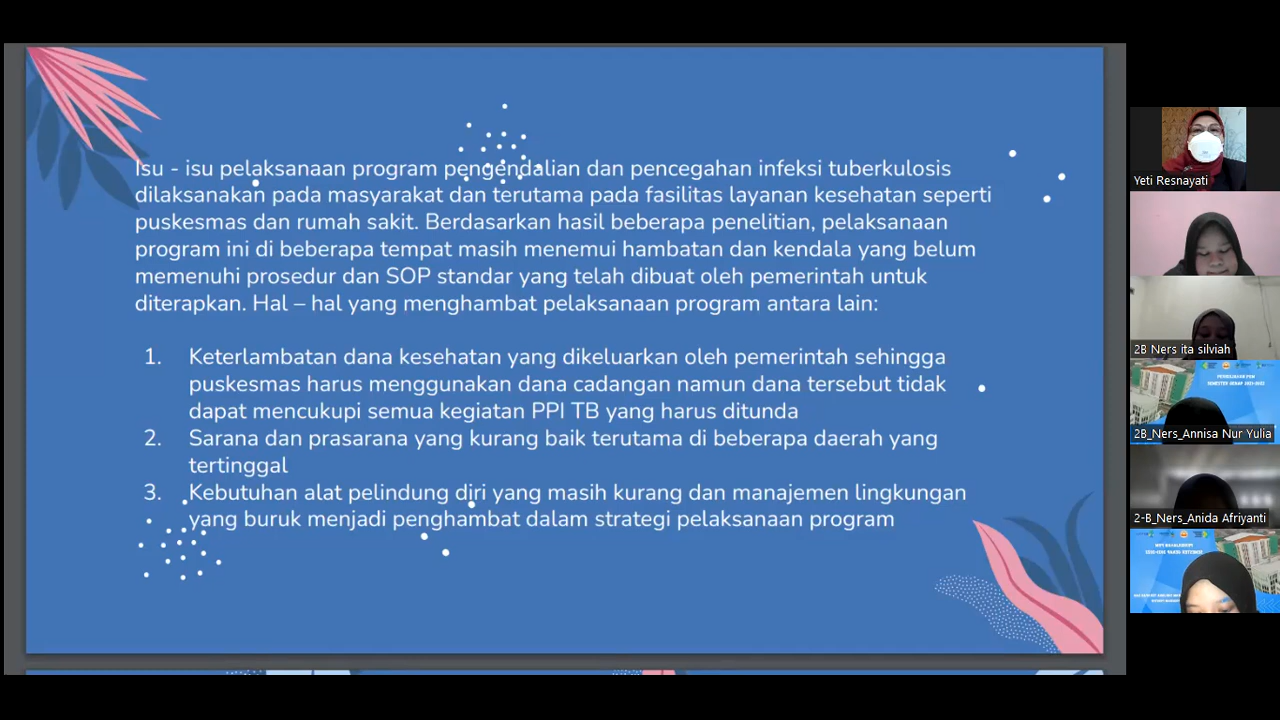 Isu - isu pelaksanaan program pengendalian dan pencegahan infeksi tuberkulosis
dilaksanakan pada masyarakat dan terutama pada fasilitas layanan kesehatan seperti
puskesmas dan rumah sakit. Berdasarkan hasil beberapa penelitian, pelaksanaan
program ini di beberapa tempat masih menemui hambatan dan kendala yang belum
memenuhi prosedur dan SOP standar yang telah dibuat oleh pemerintah untuk
diterapkan. Hal – hal yang menghambat pelaksanaan program antara lain:
1. Keterlambatan dana kesehatan yang dikeluarkan oleh pemerintah sehingga
puskesmas harus menggunakan dana cadangan namun dana tersebut tidak
dapat mencukupi semua kegiatan PPI TB yang harus ditunda
2. Sarana dan prasarana yang kurang baik terutama di beberapa daerah yang
tertinggal
3. Kebutuhan alat pelindung diri yang masih kurang dan manajemen lingkungan
yang buruk menjadi penghambat dalam strategi pelaksanaan program
Yeti Resnayati
2B Ners ita silviah
2B_Ners_Annisa Nur Yulia
2-B_Ners_Anida Afriyanti